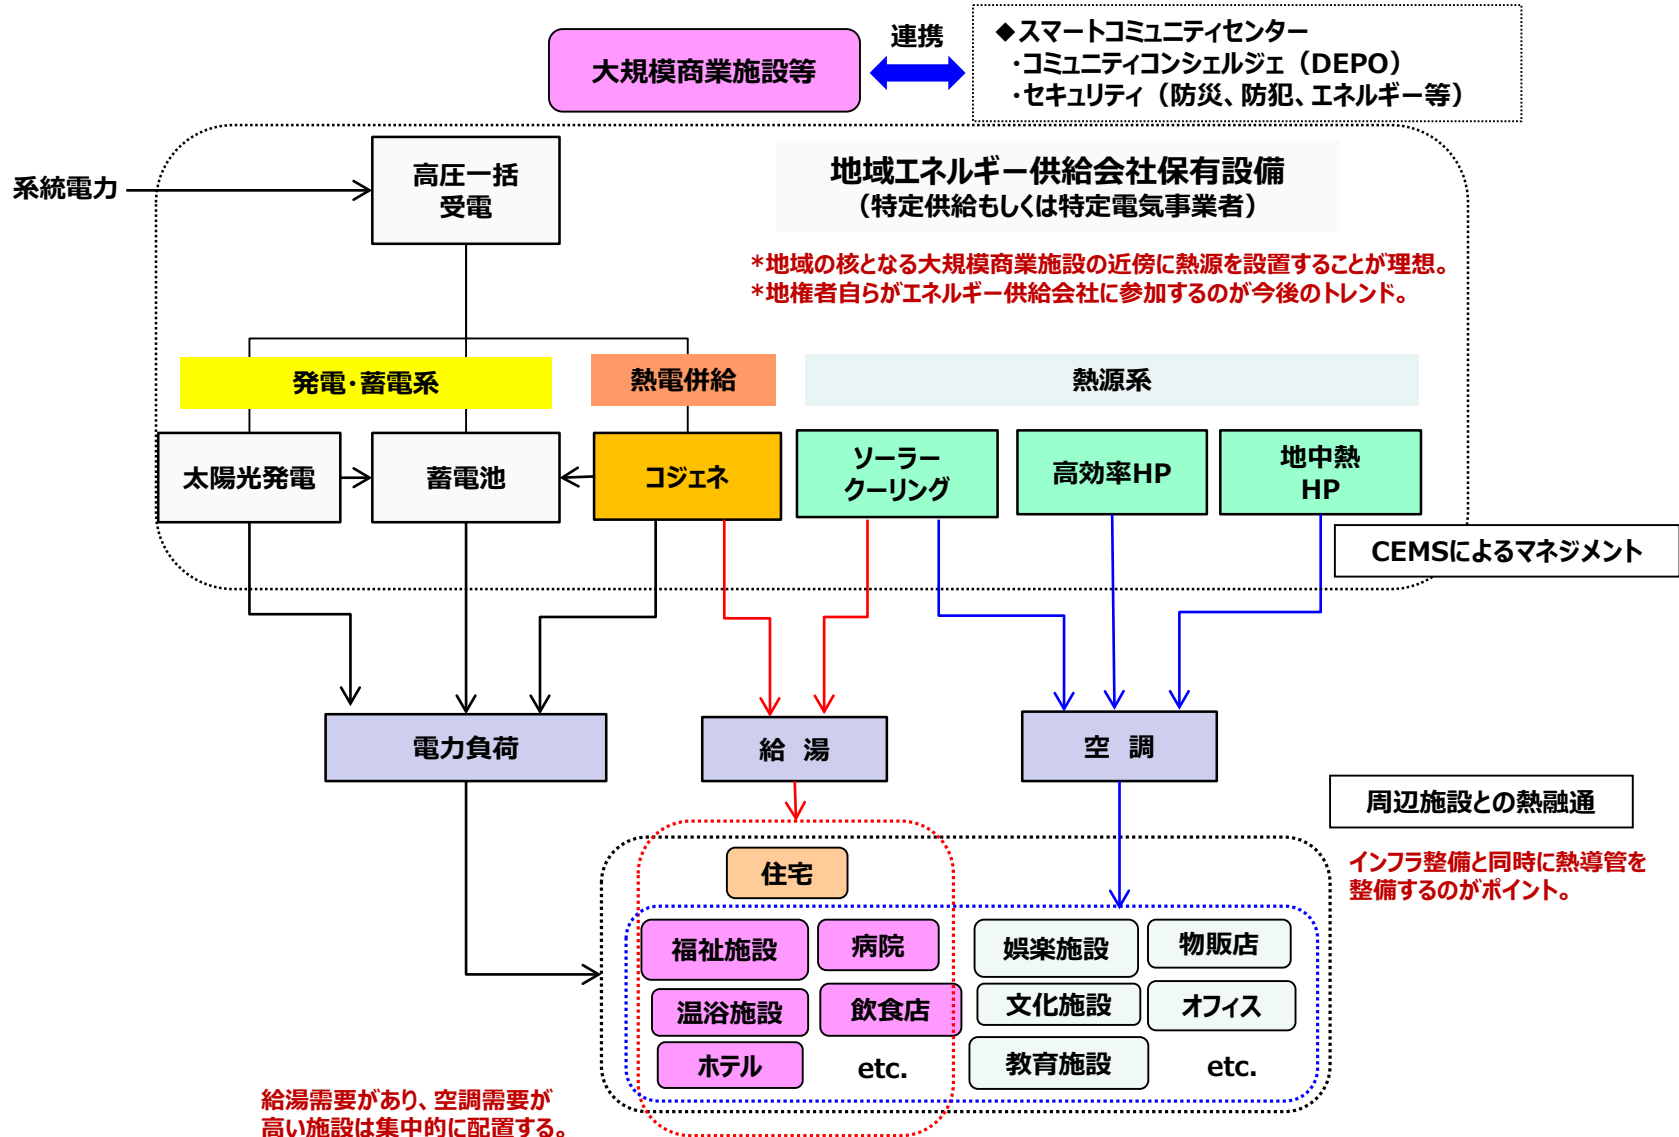 大規模商業施設等
連携
◆スマートコミュニティセンター
・コミュニティコンシェルジェ（DEPO）
・セキュリティ（防災、防犯、エネルギー等）
系統電力
高圧一括
受電
地域エネルギー供給会社保有設備
（特定供給もしくは特定電気事業者）
*地域の核となる大規模商業施設の近傍に熱源を設置することが理想。
*地権者自らがエネルギー供給会社に参加するのが今後のトレンド。
発電・蓄電系
熱電併給
熱源系
太陽光発電
蓄電池
コジェネ
ソーラー
クーリング
高効率HP
地中熱
HP
CEMSによるマネジメント
電力負荷
給 湯
空 調
周辺施設との熱融通
インフラ整備と同時に熱導管を
整備するのがポイント。
住宅
福祉施設
病院
娯楽施設
物販店
温浴施設
飲食店
文化施設
オフィス
ホテル
etc.
教育施設
etc.
給湯需要があり、空調需要が
高い施設は集中的に配置する。